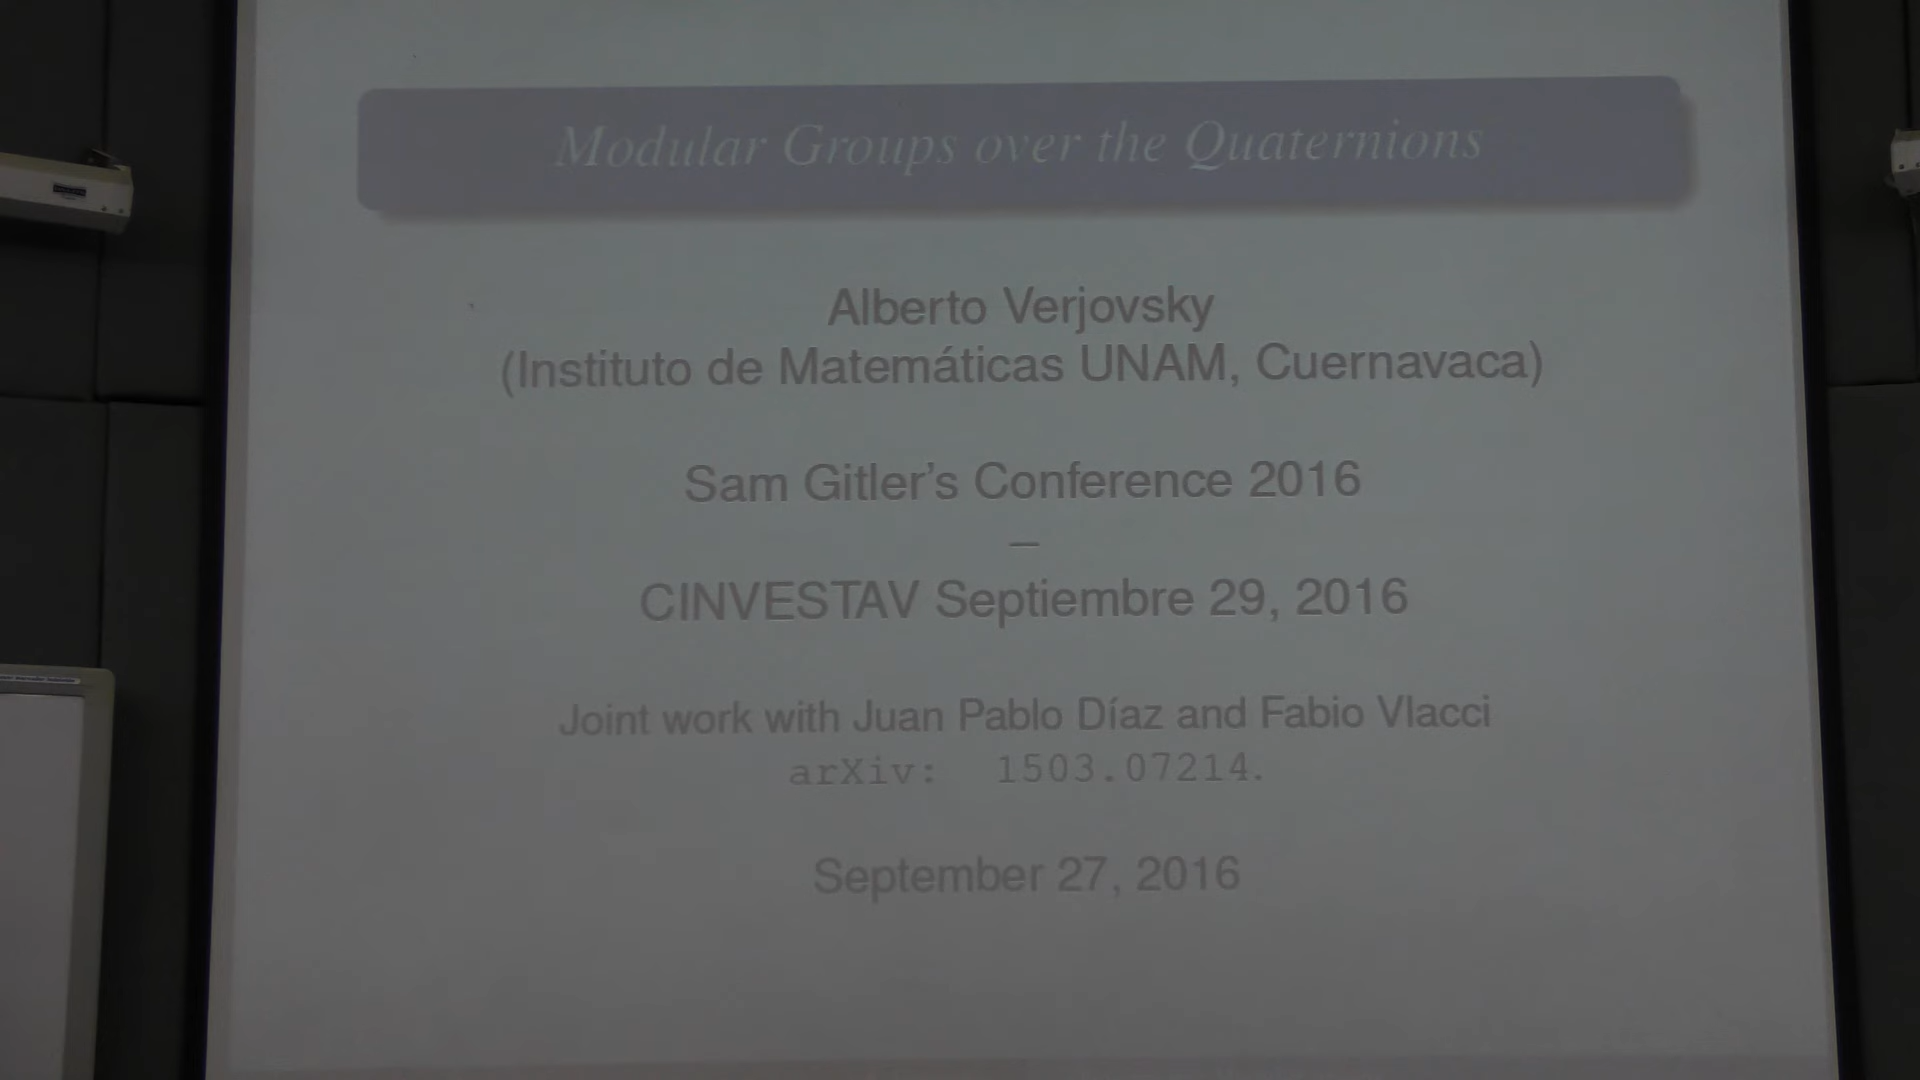 Modular Groups over the Quaternions
Alberto Verjovsky
(Instituto de Matemáticas UNAM, Cuernavaca)
Sam Gitler's Conference 2016
–
CINVESTAV Septiembre 29, 2016
Joint work with Juan Pablo Díaz and Fabio Vlacci
arXiv: 1503.07214.
September 27, 2016